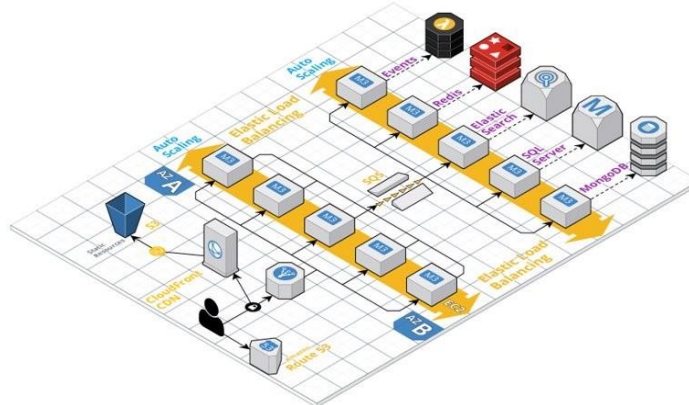 Auto
Scaling
Events
Redis
Elastic
Search
SQL
Server
MongoDB
M3
M3
M3
M3
M3
M
Elastic Load
Balancing
Auto
Scaling
Elastic Load
Balancing
SQS
AZ
A
M3
M3
M3
M3
M3
EC2
AZ
B
S3
Static
Resources
CloudFront
CDN
Route 53